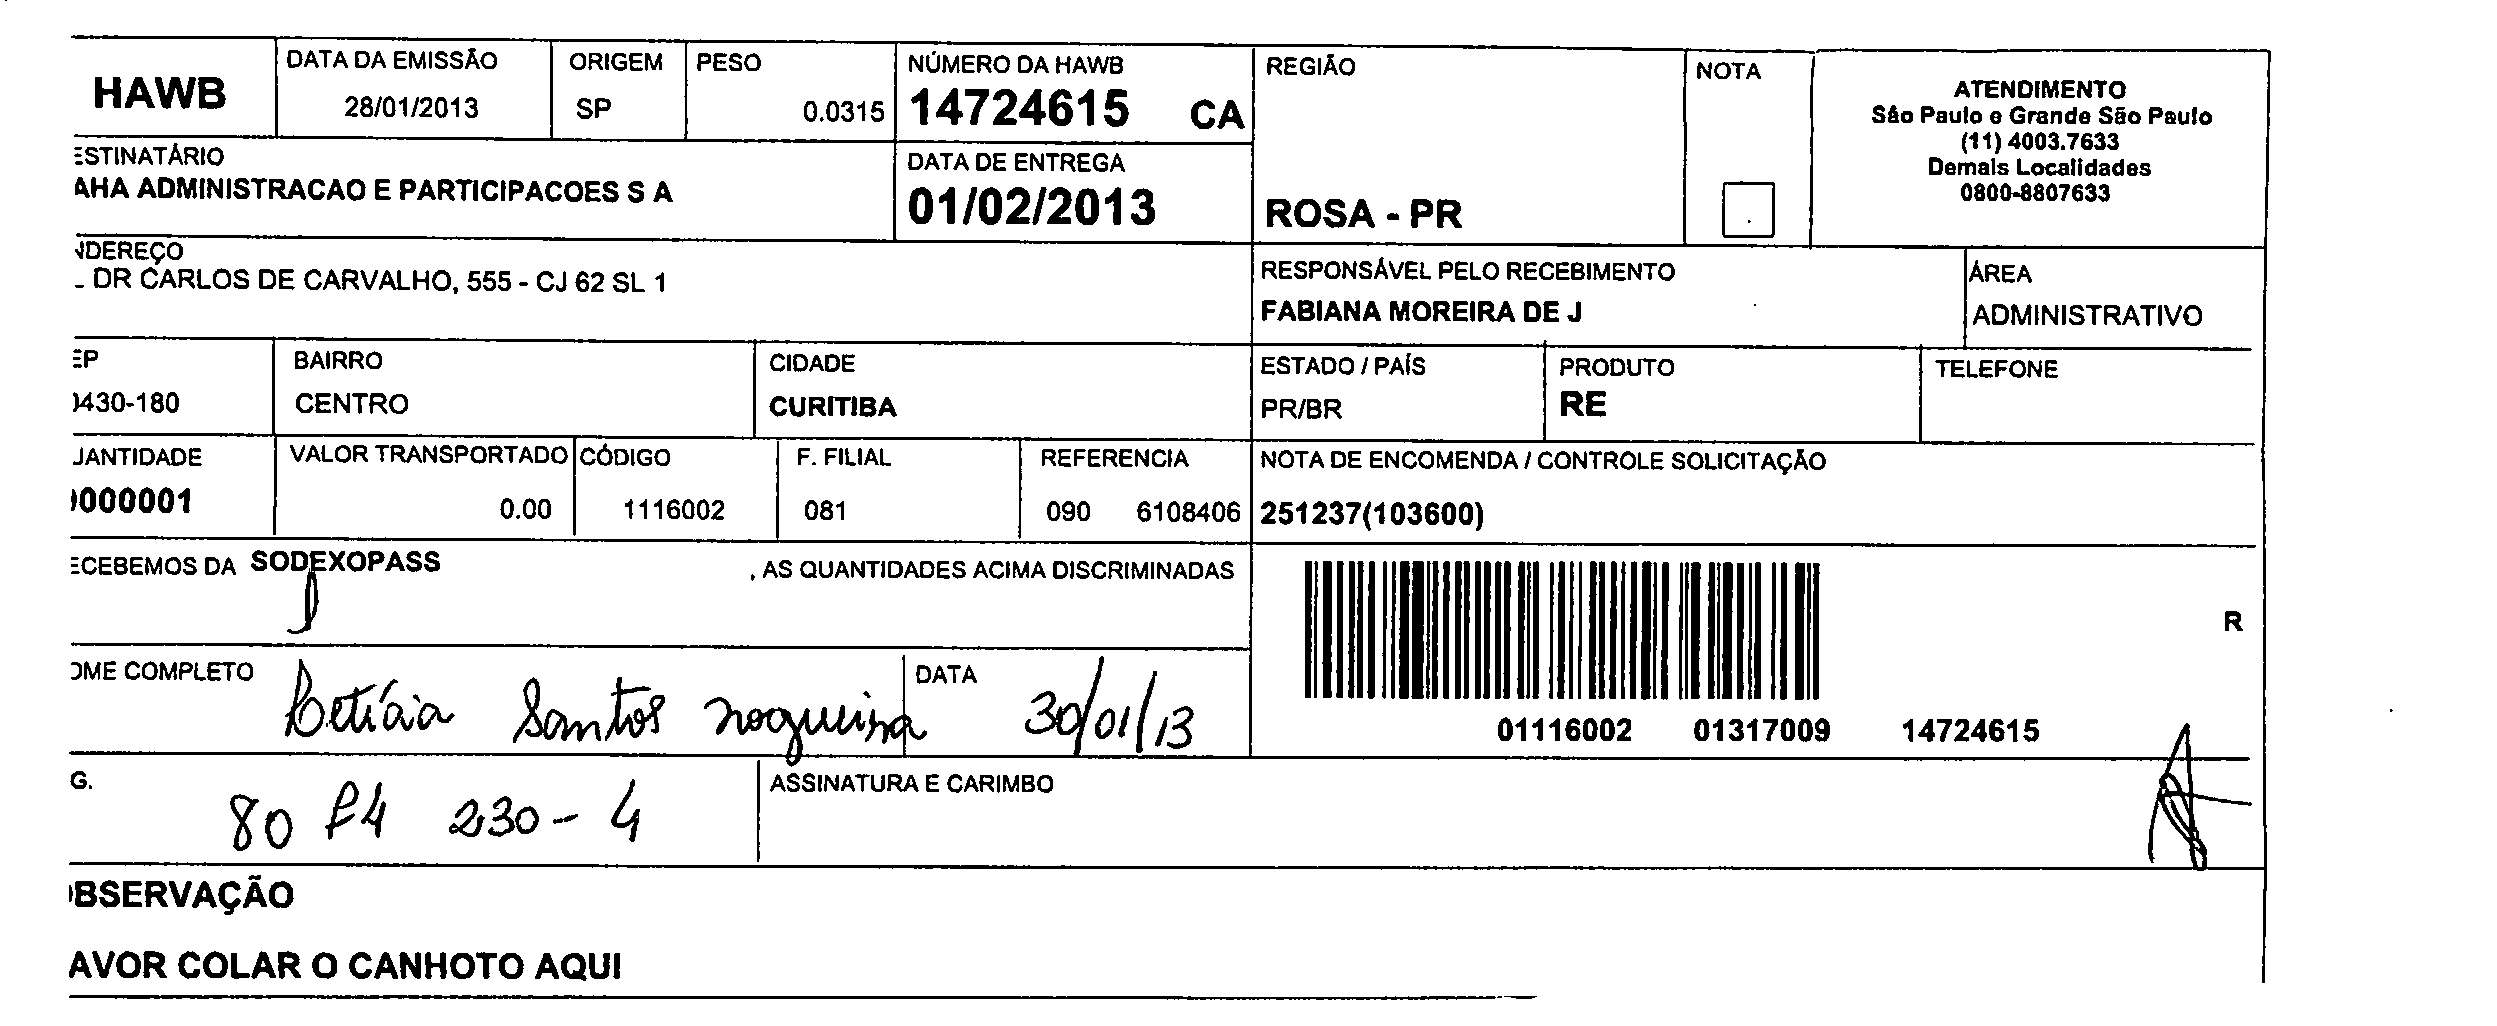 HAWB
DATA DA EMISSÃO
28/01/2013
ORIGEM
SP
PESO
0.0315
NÚMERO DA HAWB
14724615 CA
REGIÃO
ROSA - PR
NOTA
ATENDIMENTO
São Paulo e Grande São Paulo
(11) 4003.7633
Demais Localidades
0800-8807633
ESTINATÁRIO
AHA ADMINISTRACAO E PARTICIPACOES S A
DATA DE ENTREGA
01/02/2013
NDEREÇO
DR CARLOS DE CARVALHO, 555 - CJ 62 SL 1
RESPONSÁVEL PELO RECEBIMENTO
FABIANA MOREIRA DE J
ÁREA
ADMINISTRATIVO
EP
0430-180
BAIRRO
CENTRO
CIDADE
CURITIBA
ESTADO / PAÍS
PR/BR
PRODUTO
RE
TELEFONE
UANTIDADE
0000001
VALOR TRANSPORTADO
0.00
CÓDIGO
1116002
F. FILIAL
081
REFERENCIA
090 6108406
NOTA DE ENCOMENDA / CONTROLE SOLICITAÇÃO
251237(103600)
ECEBEMOS DA SODEXOPASS , AS QUANTIDADES ACIMA DISCRIMINADAS
R
01116002 01317009 14724615
OME COMPLETO
Santos Nogueira
DATA
30/01/13
G.
80 230-4
ASSINATURA E CARIMBO
OBSERVAÇÃO
AVOR COLAR O CANHOTO AQUI